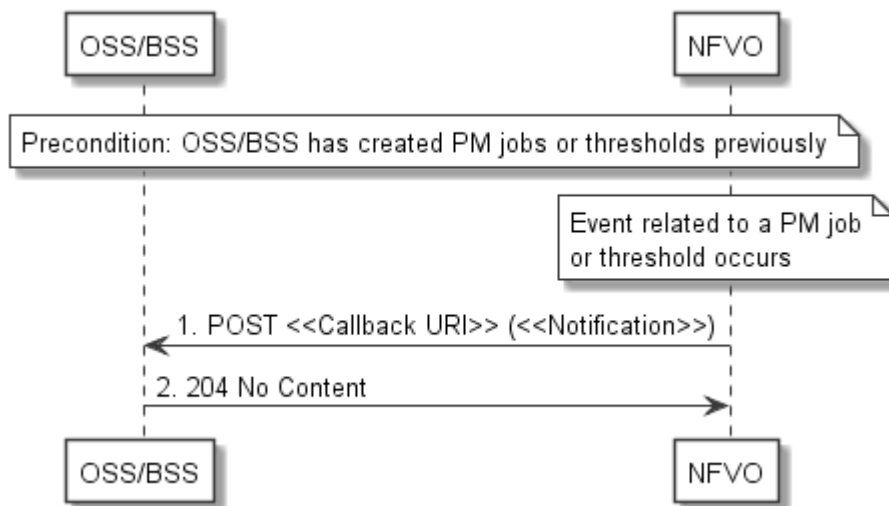 OSS/BSS
NFVO
Precondition: OSS/BSS has created PM jobs or thresholds previously
Event related to a PM job
or threshold occurs
1. POST <<Callback URI>> (<<Notification>>)
2. 204 No Content
OSS/BSS
NFVO